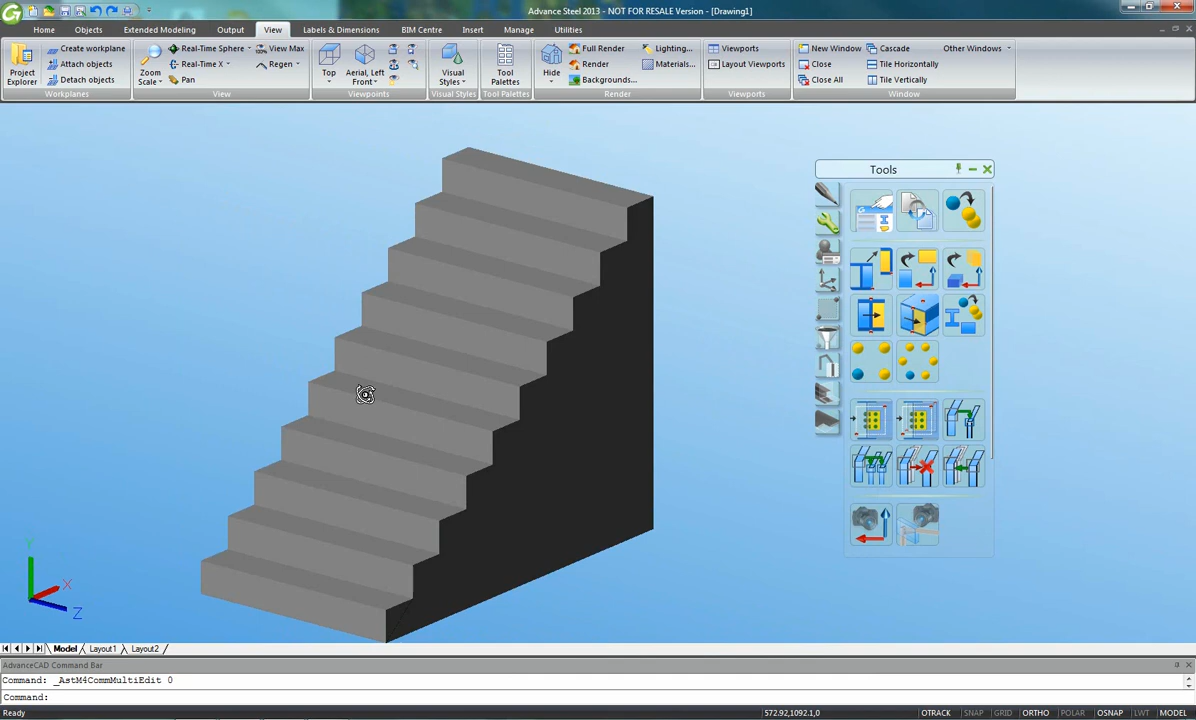 Advance Steel 2013 - NOT FOR RESALE Version - [Drawing1]
Home Objects Extended Modeling Output View Labels & Dimensions BIM Centre Insert Manage Utilities
Project Explorer
Create workplane
Attach objects
Detach objects
Workplanes
Zoom Scale
Real-Time Sphere
Real-Time X
Pan
View Max
Regen
View
Top
Aerial, Left Front
Viewpoints
Visual Styles
Visual Styles
Tool Palettes
Tool Palettes
Hide
Full Render
Render
Backgrounds...
Lighting...
Materials...
Render
Viewports
Layout Viewports
Viewports
New Window
Close
Close All
Cascade
Tile Horizontally
Tile Vertically
Other Windows
Window
Tools
Y
X
Z
Model Layout1 Layout2
AdvanceCAD Command Bar
Command: _AstM4CommMultiEdit 0
Command:
Ready 572.92,1092.1,0 OTRACK SNAP GRID ORTHO POLAR OSNAP LWT MODEL